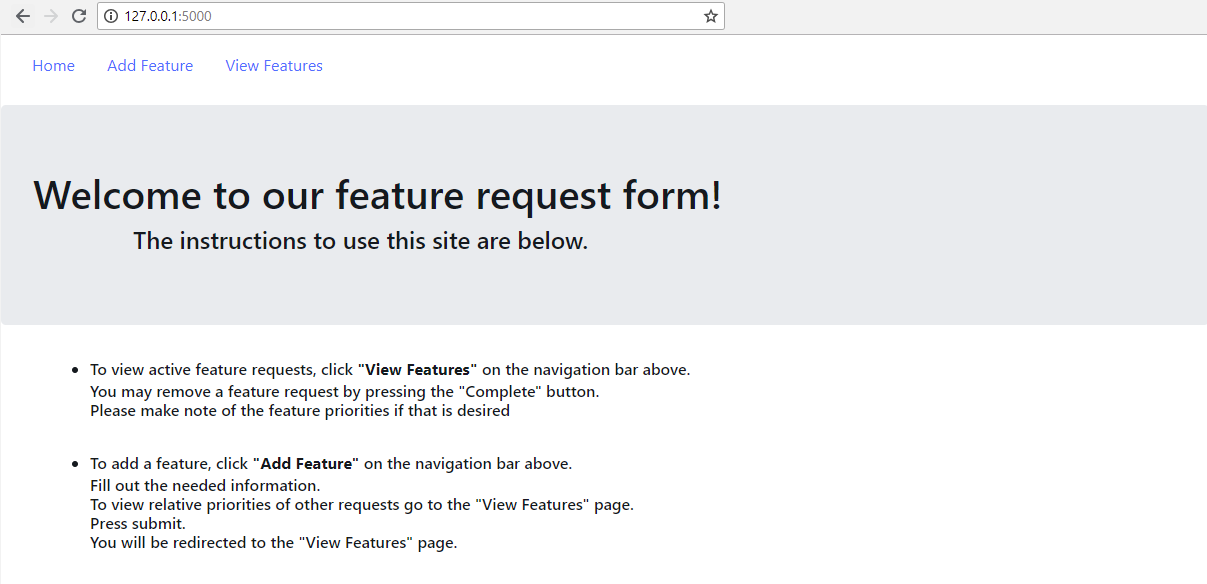 127.0.0.1:5000
Home Add Feature View Features
Welcome to our feature request form!
The instructions to use this site are below.
To view active feature requests, click "View Features" on the navigation bar above.
You may remove a feature request by pressing the "Complete" button.
Please make note of the feature priorities if that is desired
To add a feature, click "Add Feature" on the navigation bar above.
Fill out the needed information.
To view relative priorities of other requests go to the "View Features" page.
Press submit.
You will be redirected to the "View Features" page.